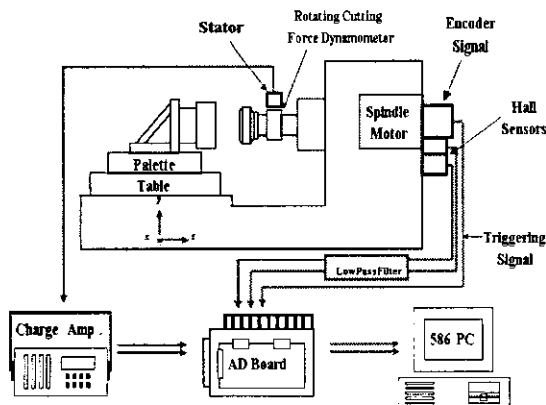 Rotating Cutting
Force Dynamometer
Stator
Encoder
Signal
Spindle
Motor
Hall
Sensors
Palette
Table
y
x
z
Triggering
Signal
LowPassFilter
Charge Amp
AD Board
586 PC